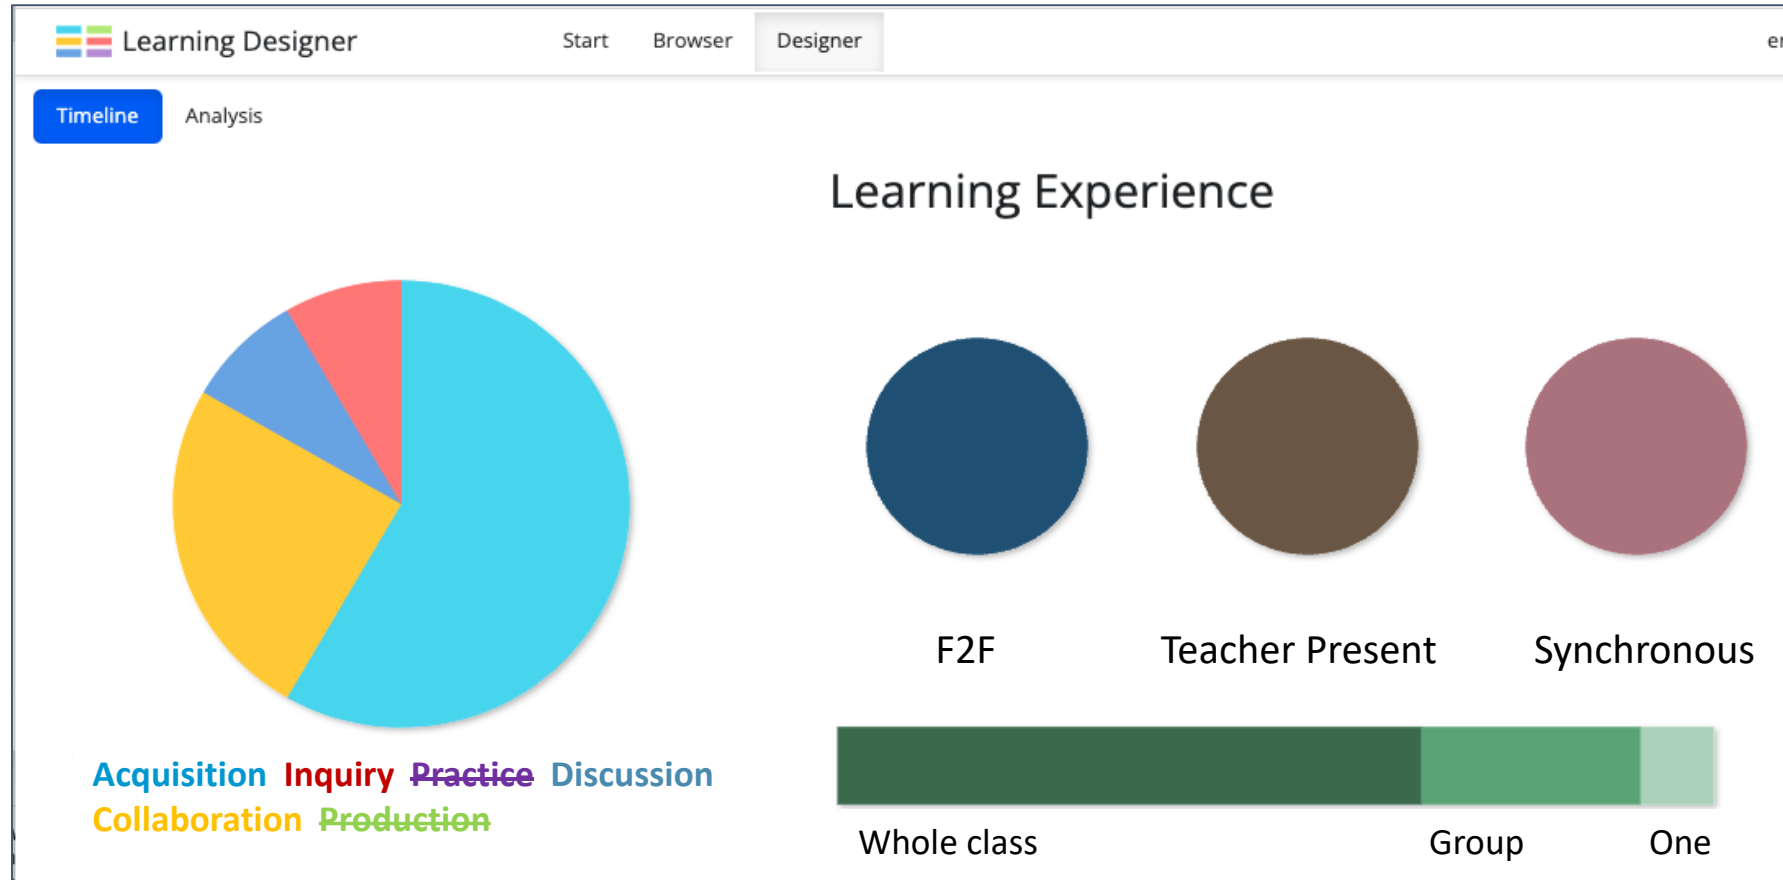 Learning Designer Start Browser Designer
Timeline Analysis
Learning Experience
F2F Teacher Present Synchronous
Acquisition Inquiry Practice Discussion
Collaboration Production
Whole class Group One